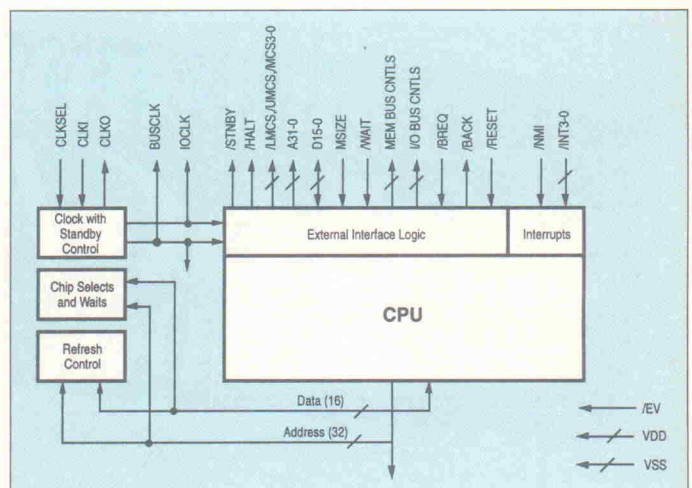 CLKSEL
CLKI
CLKO
BUSCLK
IOCLK
/STNBY
/HALT
/LMCS,/UMCS,/MCS3-0
A31-0
D15-0
MSIZE
/WAIT
MEM BUS CNTLS
I/O BUS CNTLS
/BREQ
/BACK
/RESET
/NMI
/INT3-0
Clock with
Standby
Control
External Interface Logic
Interrupts
Chip Selects
and Waits
CPU
Refresh
Control
Data (16)
Address (32)
/EV
VDD
VSS